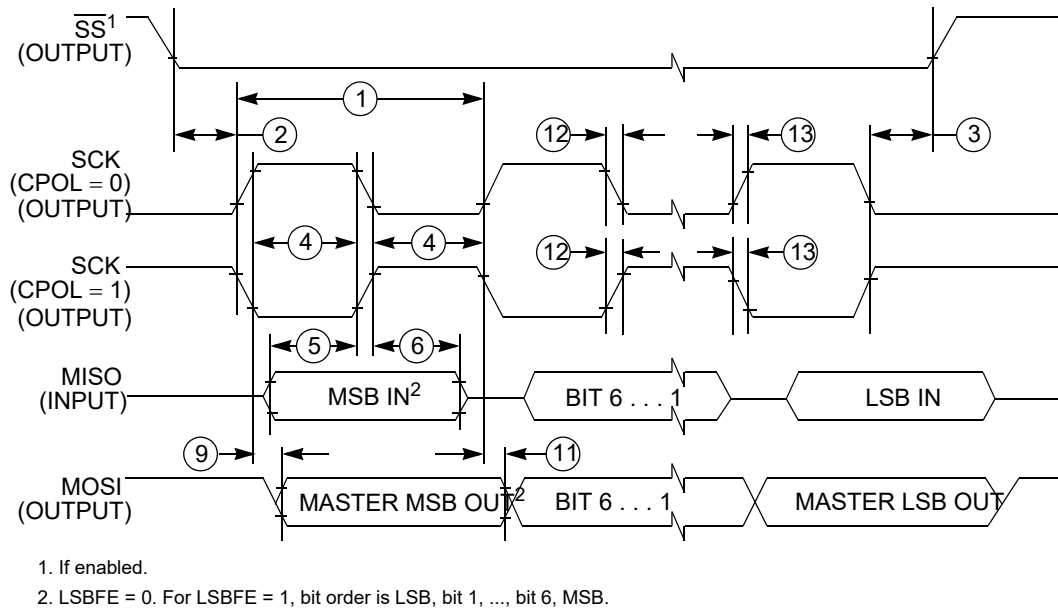 SS1
(OUTPUT)
1
2
12
13
3
SCK
(CPOL = 0)
(OUTPUT)
4
4
SCK
(CPOL = 1)
(OUTPUT)
12
13
5
6
MISO
(INPUT)
MSB IN2
BIT 6 . . . 1
LSB IN
9
11
MOSI
(OUTPUT)
MASTER MSB OUT2
BIT 6 . . . 1
MASTER LSB OUT
1. If enabled.
2. LSBFE = 0. For LSBFE = 1, bit order is LSB, bit 1, ..., bit 6, MSB.